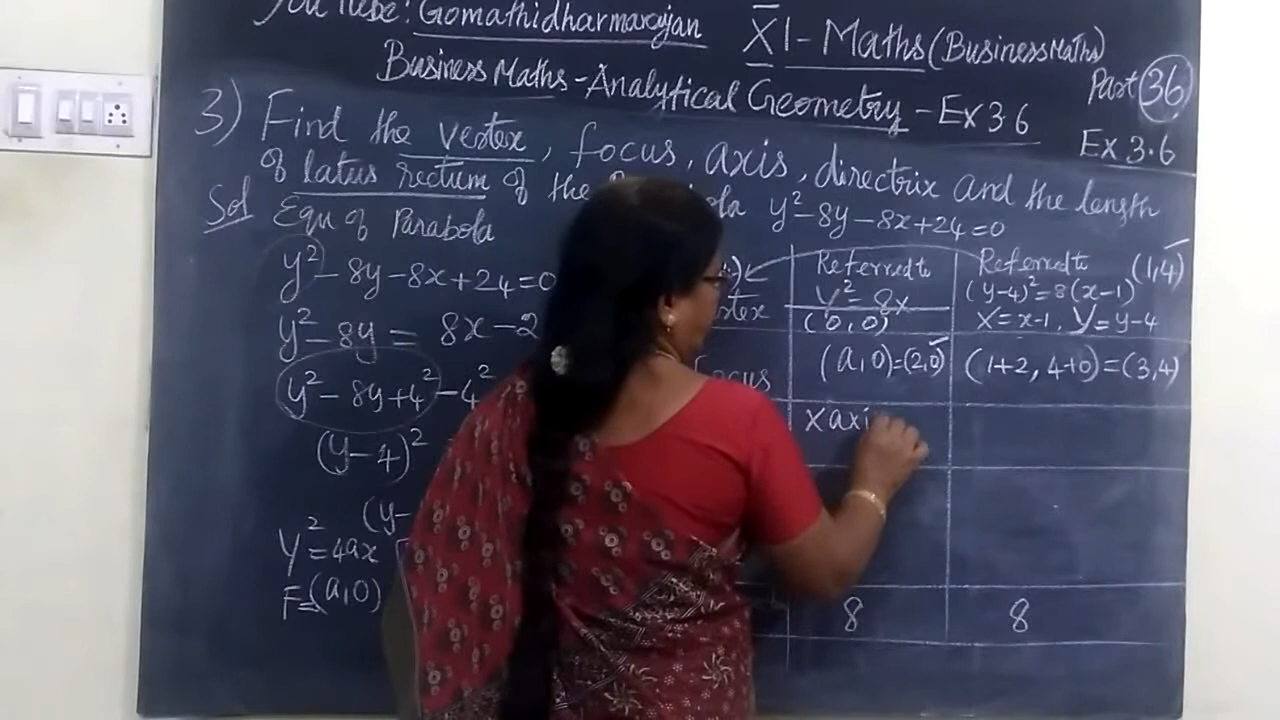 YouTube: Gomathidharmarajan
XI - Maths (Business Maths)
Business Maths - Analytical Geometry - Ex 3.6
Part 36
Ex 3.6
3) Find the vertex, focus, axis, directrix and the length
of latus rectum of the y² - 8y - 8x + 24 = 0
Sol Equ of Parabola
y² - 8y - 8x + 24 = 0
y² - 8y = 8x - 2
y² - 8y + 4² - 4²
(y - 4)²
(y -
Y² = 4ax
F = (a, 0)
Referred to
Y² = 8x
Referred to (1, 4)
(y - 4)² = 8(x - 1)
X = x - 1, Y = y - 4
(0, 0)
(a, 0) = (2, 0)
(1 + 2, 4 + 0) = (3, 4)
X axi
8
8